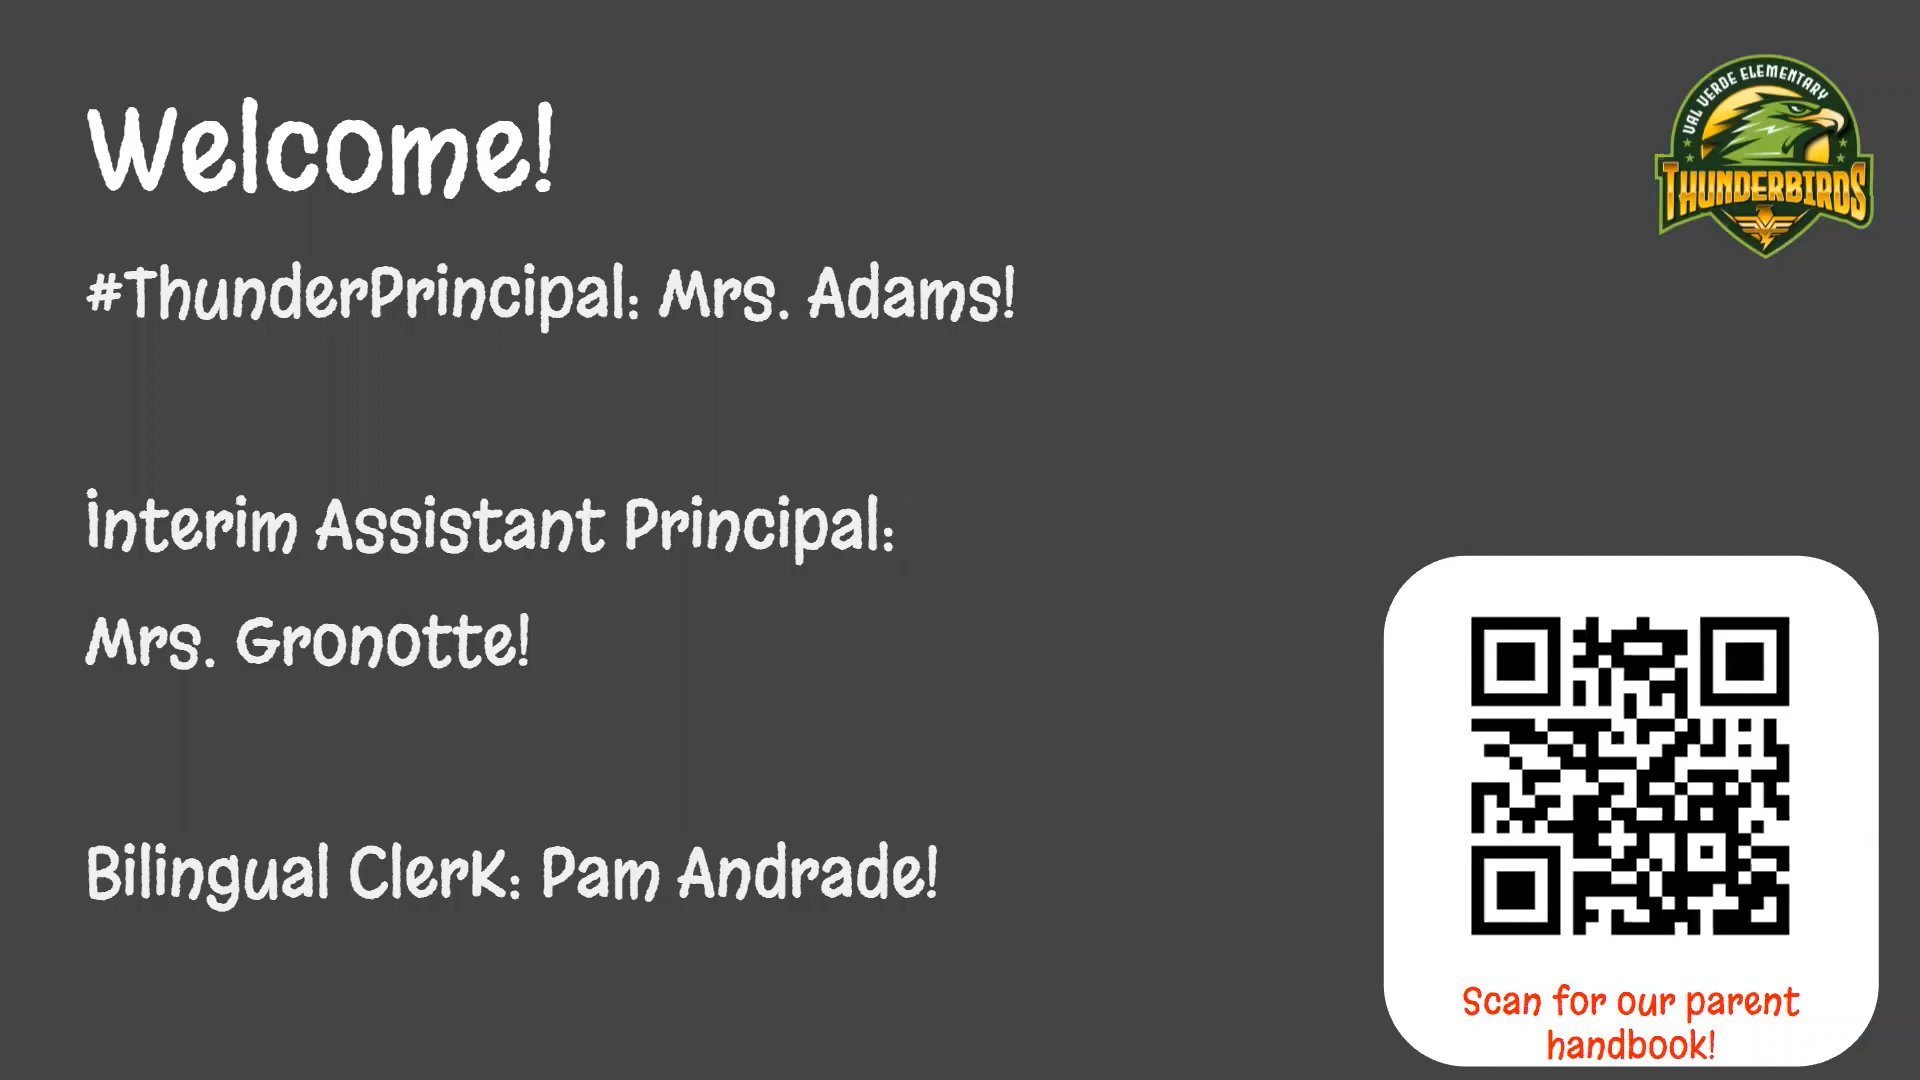 Welcome!
VAL VERDE ELEMENTARY
THUNDERBIRDS
#ThunderPrincipal: Mrs. Adams!
Interim Assistant Principal:
Mrs. Gronotte!
Bilingual Clerk: Pam Andrade!
Scan for our parent
handbook!